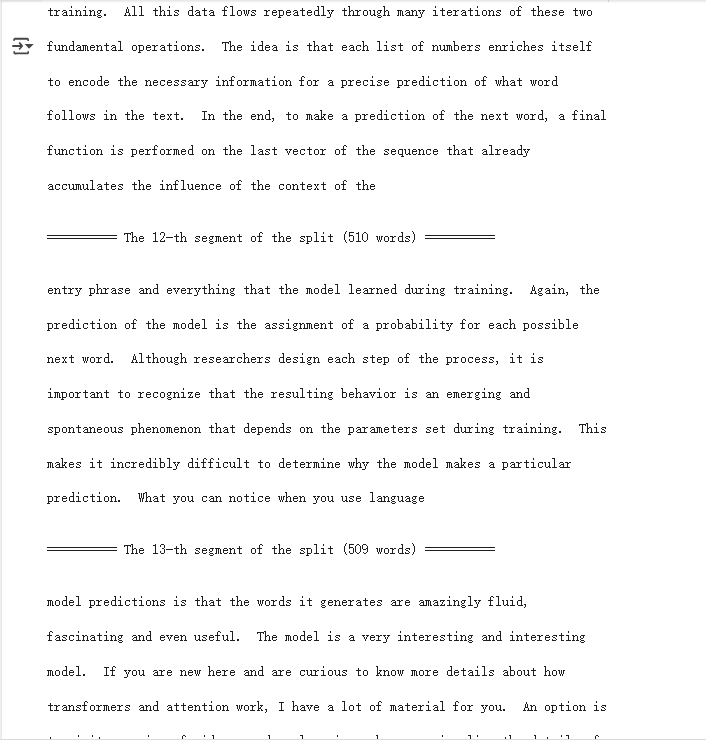 training.  All this data flows repeatedly through many iterations of these two
fundamental operations.  The idea is that each list of numbers enriches itself
to encode the necessary information for a precise prediction of what word
follows in the text.  In the end, to make a prediction of the next word, a final
function is performed on the last vector of the sequence that already
accumulates the influence of the context of the
========= The 12-th segment of the split (510 words) =========
entry phrase and everything that the model learned during training.  Again, the
prediction of the model is the assignment of a probability for each possible
next word.  Although researchers design each step of the process, it is
important to recognize that the resulting behavior is an emerging and
spontaneous phenomenon that depends on the parameters set during training.  This
makes it incredibly difficult to determine why the model makes a particular
prediction.  What you can notice when you use language
========= The 13-th segment of the split (509 words) =========
model predictions is that the words it generates are amazingly fluid,
fascinating and even useful.  The model is a very interesting and interesting
model.  If you are new here and are curious to know more details about how
transformers and attention work, I have a lot of material for you.  An option is